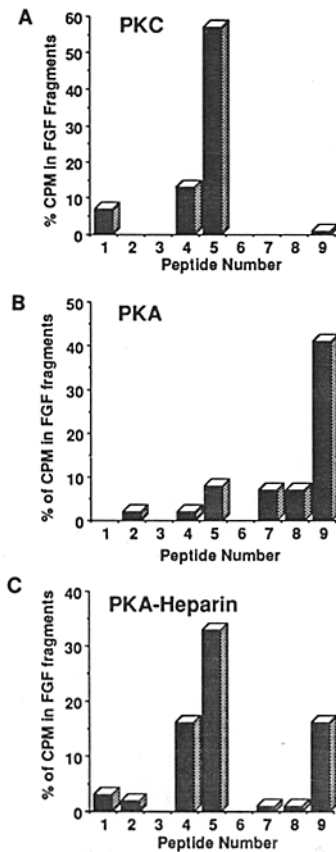 A
PKC
% CPM in FGF Fragments
60
50
40
30
20
10
0
1 2 3 4 5 6 7 8 9
Peptide Number
B
PKA
% of CPM in FGF fragments
50
40
30
20
10
0
1 2 3 4 5 6 7 8 9
Peptide Number
C
PKA-Heparin
% of CPM in FGF fragments
40
30
20
10
0
1 2 3 4 5 6 7 8 9
Peptide Number